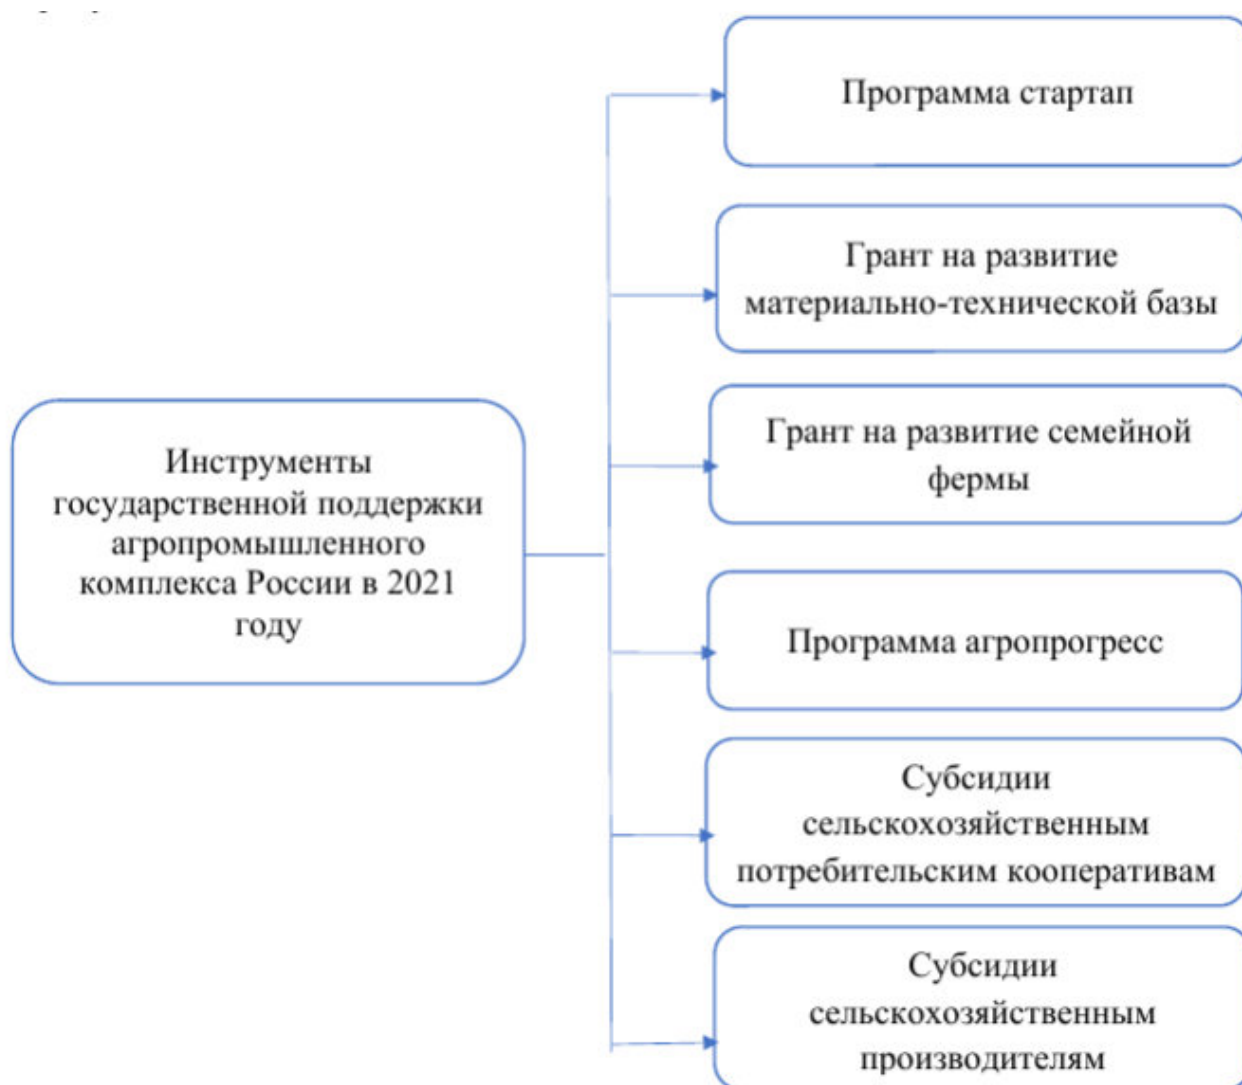 Программа стартап
Грант на развитие
материально-технической базы
Грант на развитие семейной
фермы
Инструменты
государственной поддержки
агропромышленного
комплекса России в 2021
году
Программа агропрогресс
Субсидии
сельскохозяйственным
потребительским кооперативам
Субсидии
сельскохозяйственным
производителям